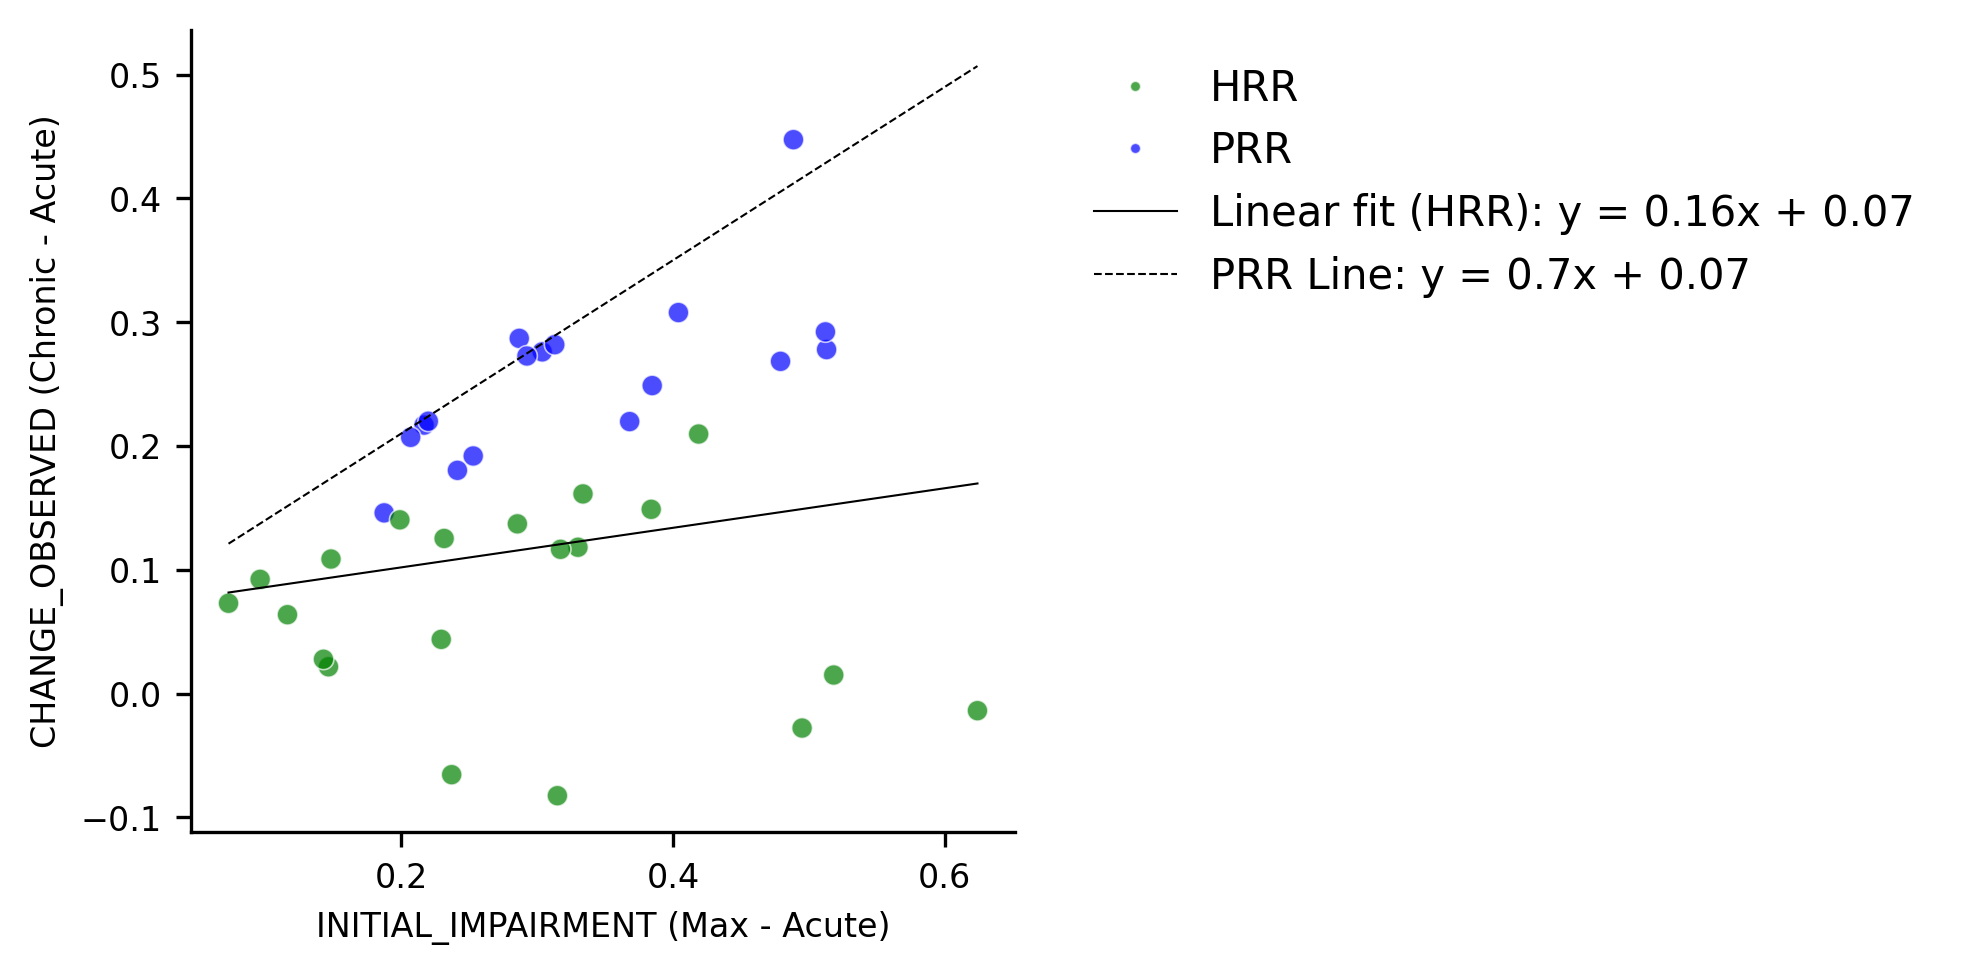 0.5
0.4
0.3
0.2
0.1
0.0
−0.1
CHANGE_OBSERVED (Chronic - Acute)
0.2 0.4 0.6
INITIAL_IMPAIRMENT (Max - Acute)
HRR
PRR
Linear fit (HRR): y = 0.16x + 0.07
PRR Line: y = 0.7x + 0.07